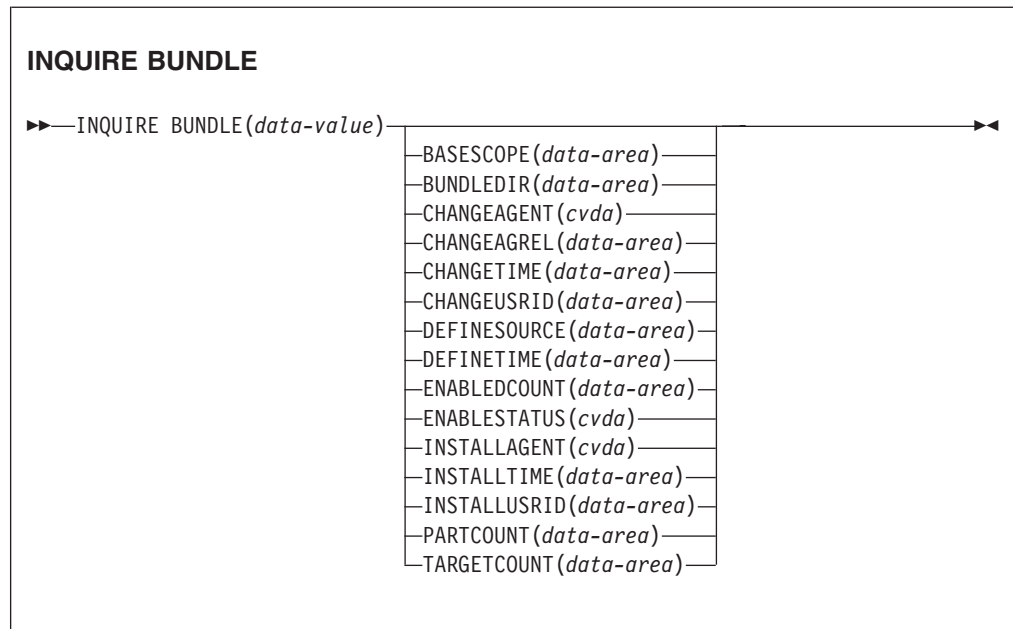 INQUIRE BUNDLE
INQUIRE BUNDLE(data-value)
BASESCOPE(data-area)
BUNDLEDIR(data-area)
CHANGEAGENT(cvda)
CHANGEAGREL(data-area)
CHANGETIME(data-area)
CHANGEUSRID(data-area)
DEFINESOURCE(data-area)
DEFINETIME(data-area)
ENABLEDCOUNT(data-area)
ENABLESTATUS(cvda)
INSTALLAGENT(cvda)
INSTALLTIME(data-area)
INSTALLUSRID(data-area)
PARTCOUNT(data-area)
TARGETCOUNT(data-area)